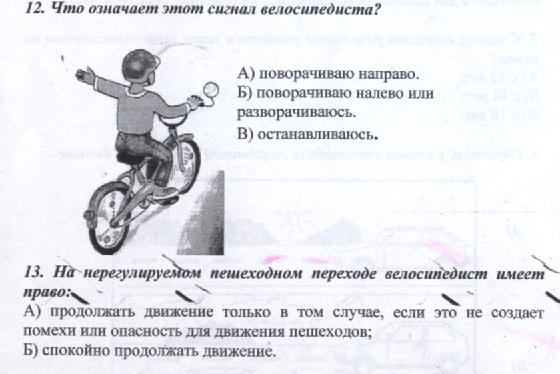 12. Что означает этот сигнал велосипедиста?
А) поворачиваю направо.
Б) поворачиваю налево или
разворачиваюсь.
В) останавливаюсь.
13. На нерегулируемом пешеходном переходе велосипедист имеет
право:
А) продолжать движение только в том случае, если это не создает
помехи или опасность для движения пешеходов;
Б) спокойно продолжать движение.